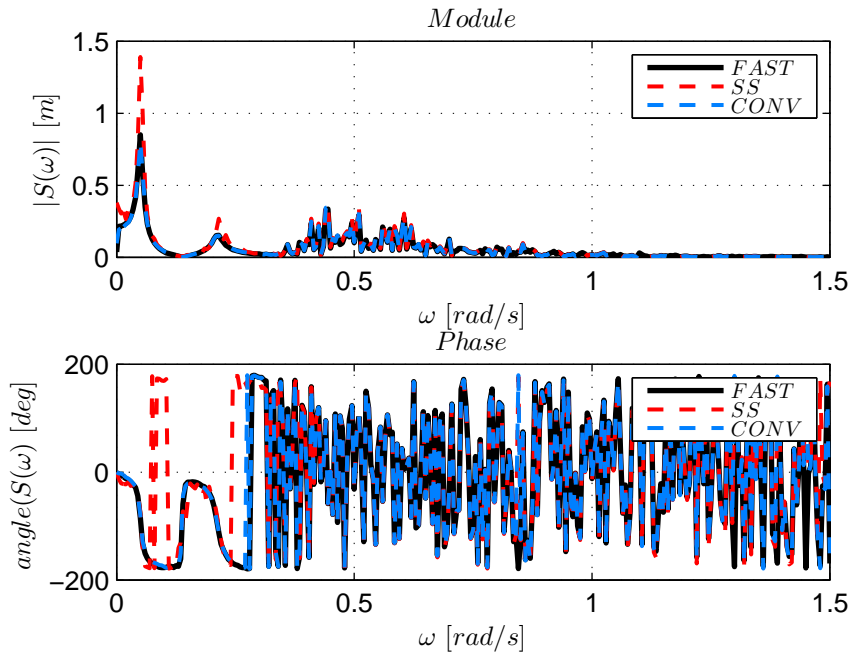 Module
1.5
1
0.5
0
|S(ω)| [m]
FAST
SS
CONV
0
0.5
1
1.5
ω [rad/s]
Phase
200
0
−200
angle(S(ω) [deg]
FAST
SS
CONV
0
0.5
1
1.5
ω [rad/s]